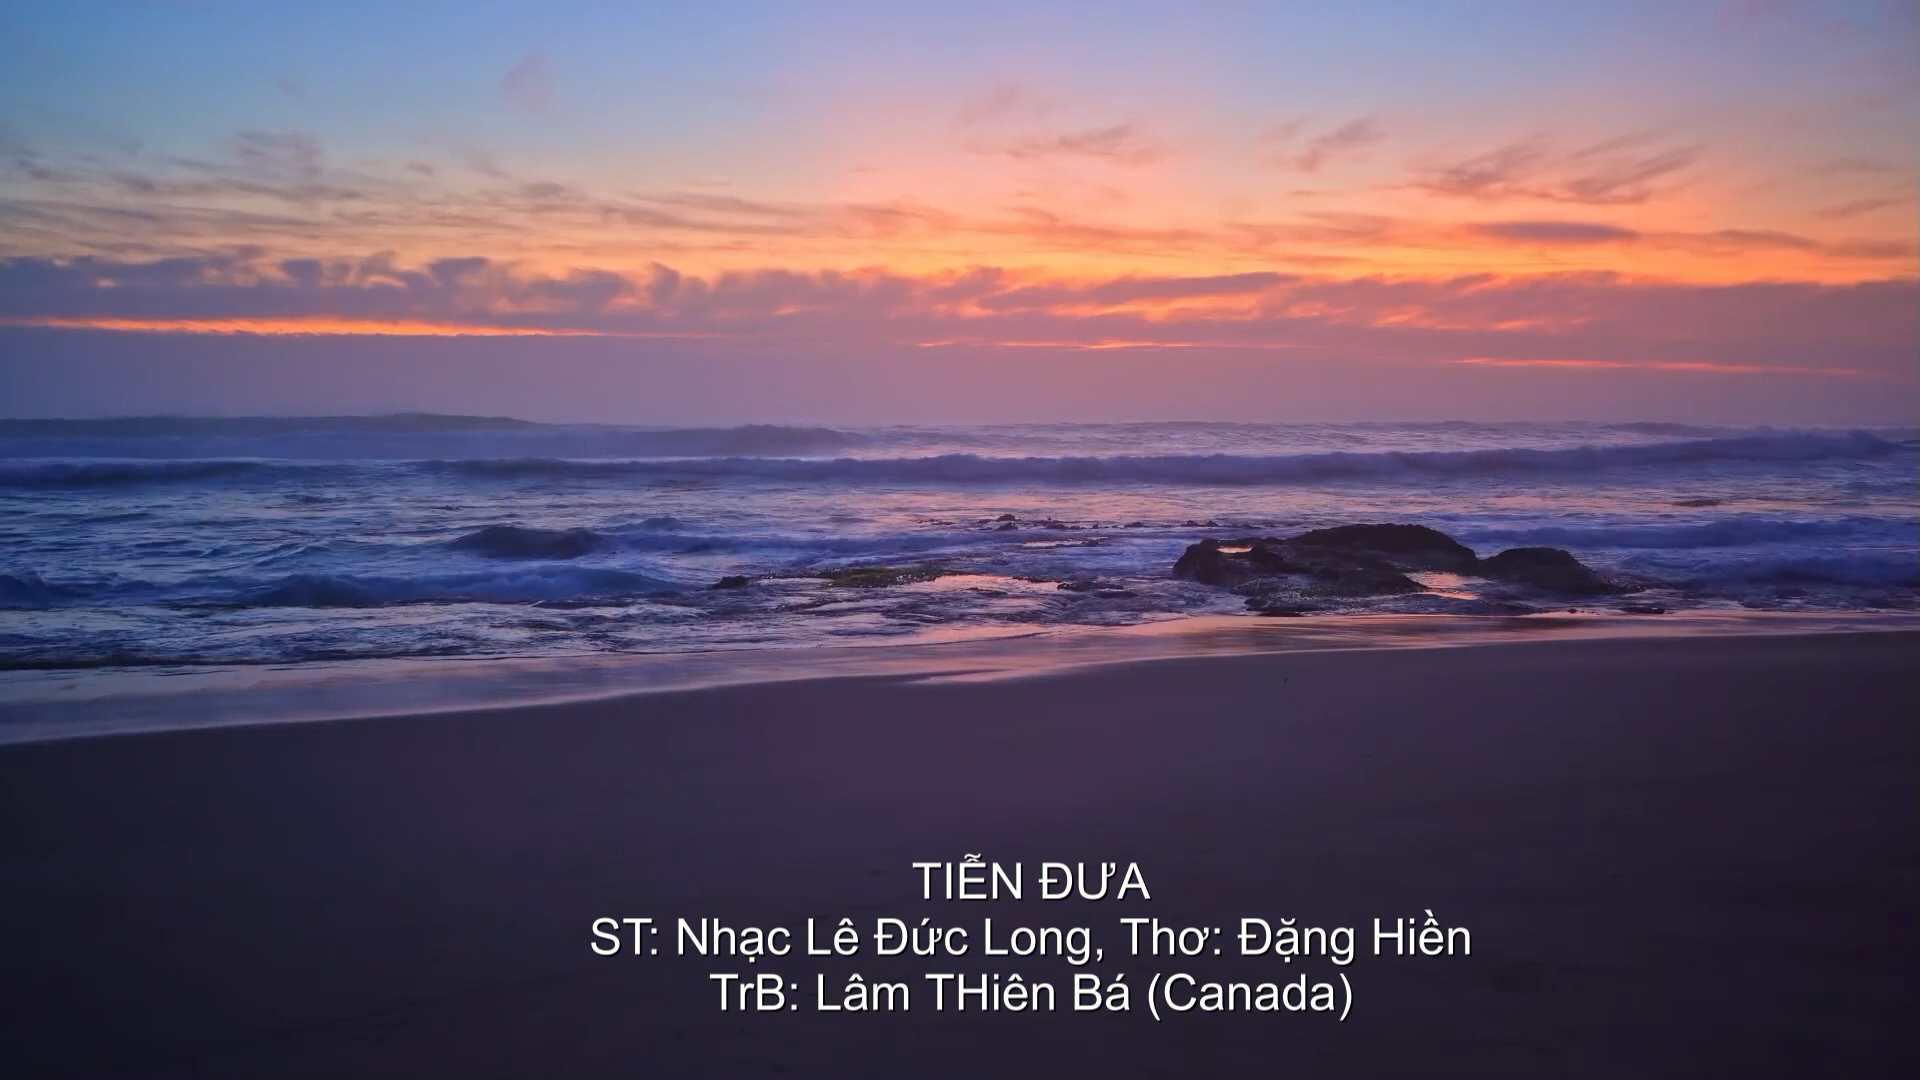 TIỄN ĐƯA
ST: Nhạc Lê Đức Long, Thơ: Đặng Hiền
TrB: Lâm THiên Bá (Canada)